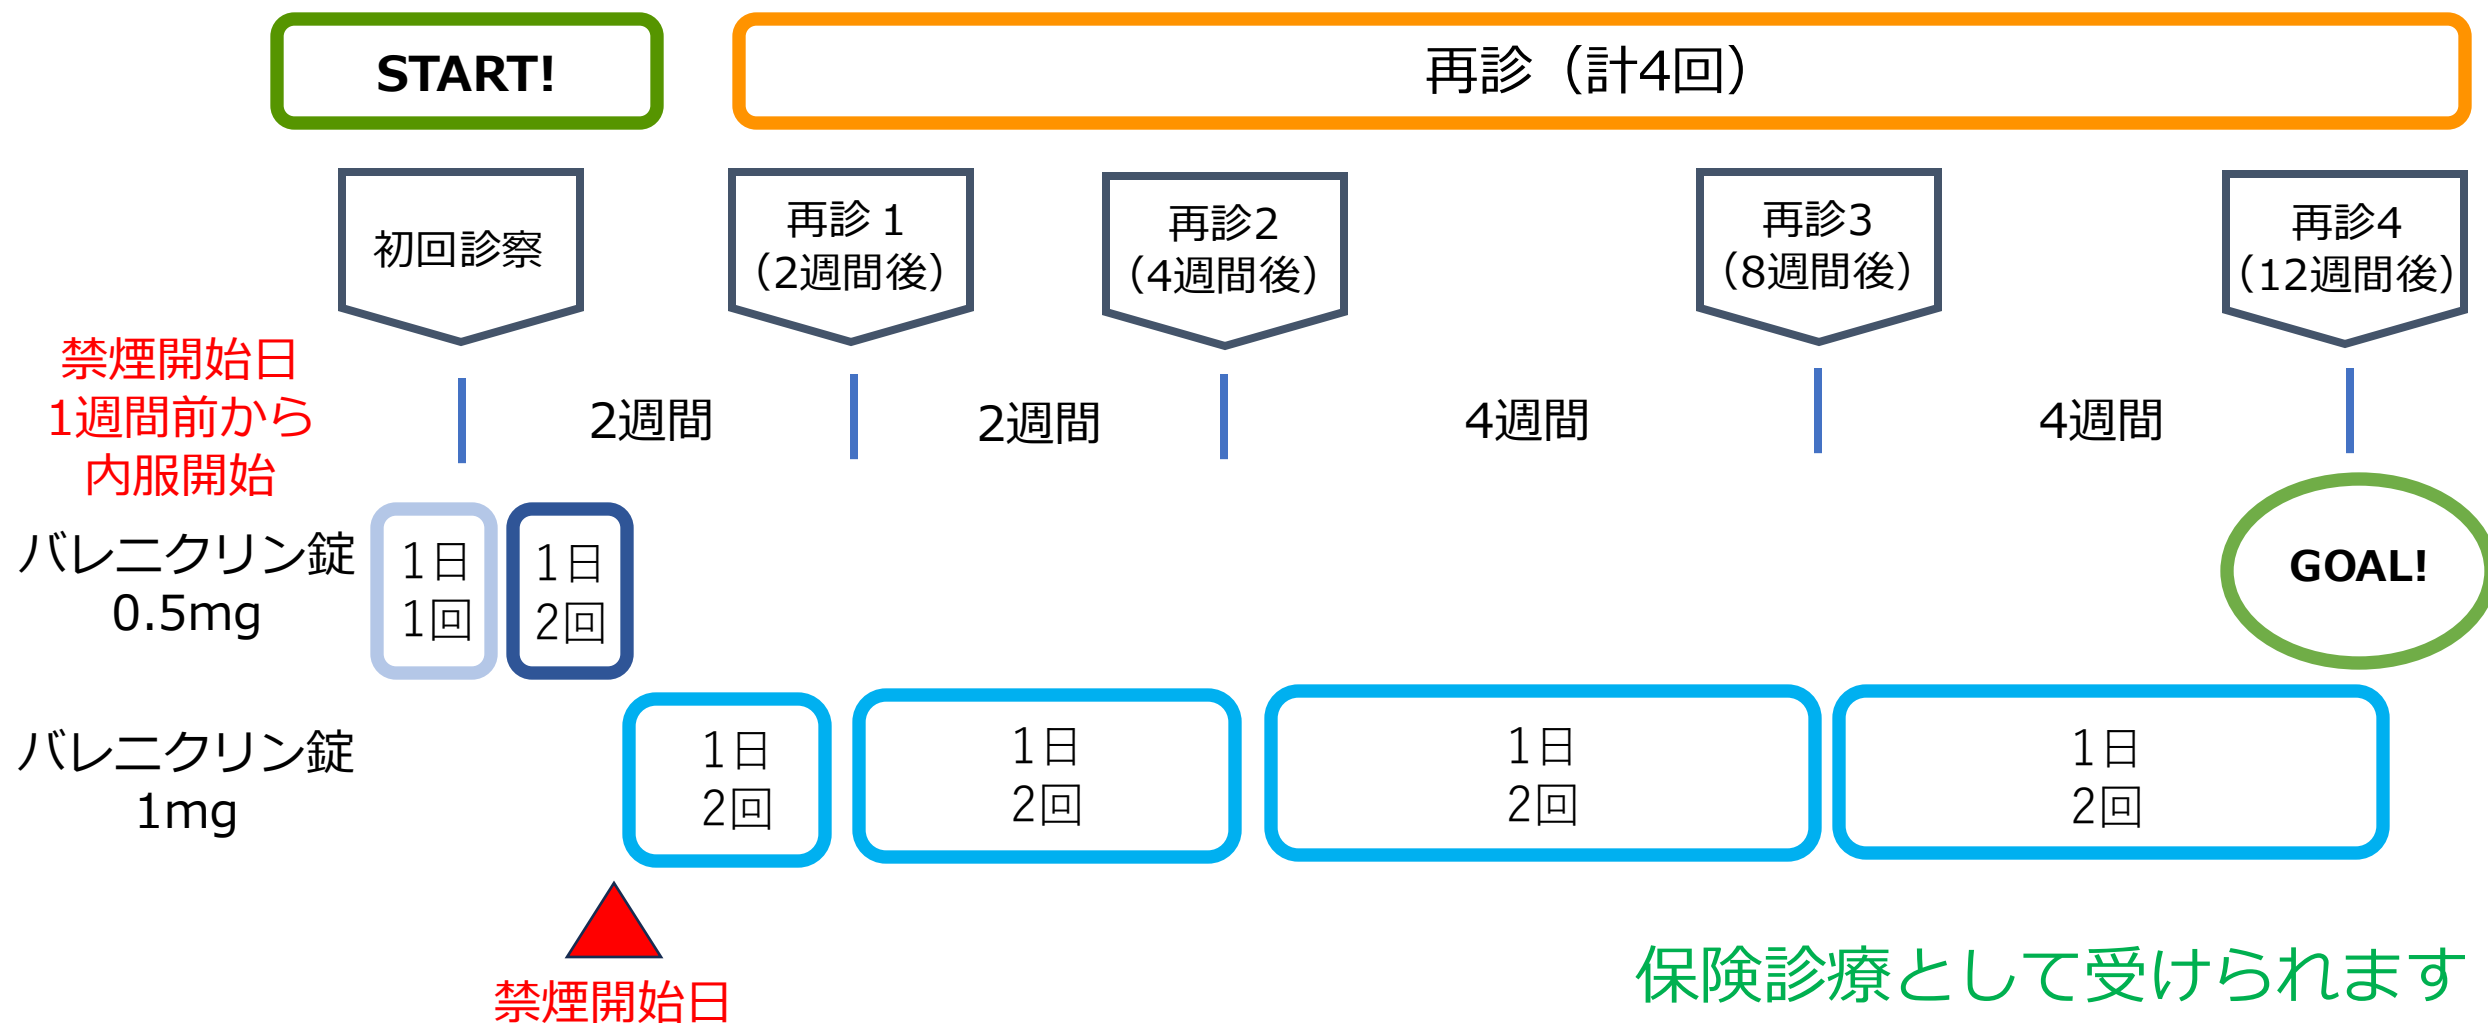 START!
再診（計4回）
初回診察
再診１
（2週間後）
再診2
（4週間後）
再診3
（8週間後）
再診4
（12週間後）
禁煙開始日
1週間前から
内服開始
2週間
2週間
4週間
4週間
バレニクリン錠
0.5mg
1日
1回
1日
2回
GOAL!
バレニクリン錠
1mg
1日
2回
1日
2回
1日
2回
1日
2回
禁煙開始日
保険診療として受けられます